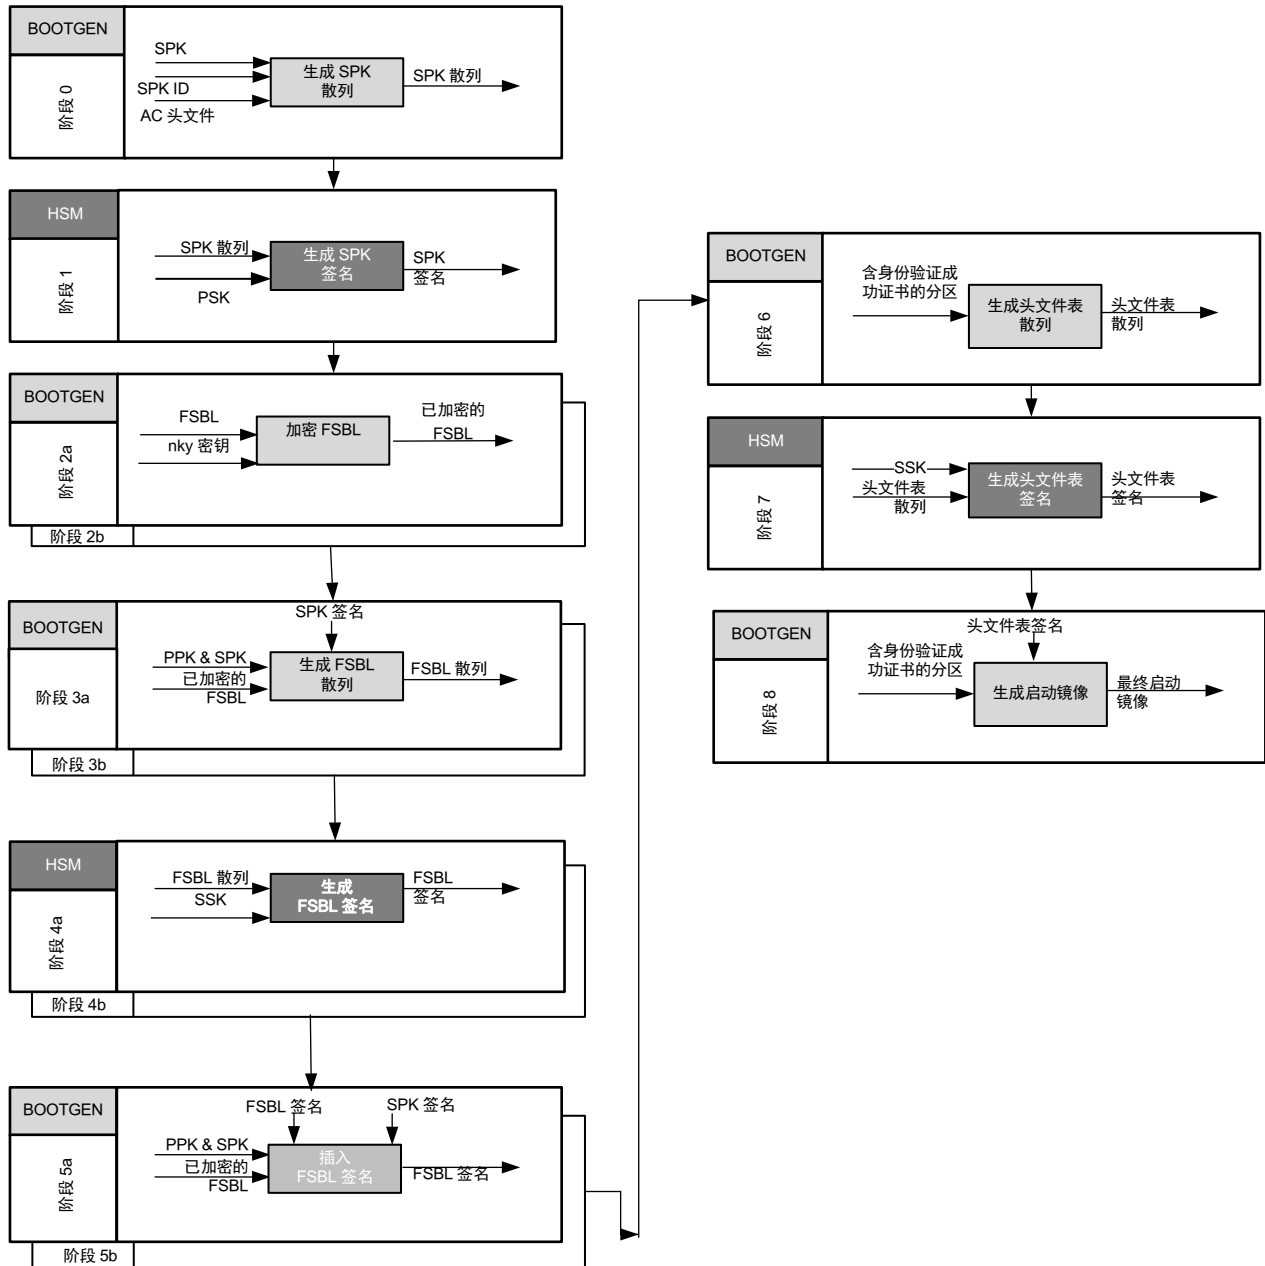 BOOTGEN
阶段 0
SPK
SPK ID
AC 头文件
生成 SPK
散列
SPK 散列
HSM
阶段 1
SPK 散列
PSK
生成 SPK
签名
SPK
签名
BOOTGEN
阶段 2a
FSBL
nky 密钥
加密 FSBL
已加密的
FSBL
阶段 2b
BOOTGEN
阶段 3a
SPK 签名
PPK & SPK
已加密的
FSBL
生成 FSBL
散列
FSBL 散列
阶段 3b
HSM
阶段 4a
FSBL 散列
SSK
生成
FSBL 签名
FSBL
签名
阶段 4b
BOOTGEN
阶段 5a
FSBL 签名
SPK 签名
PPK & SPK
已加密的
FSBL
插入
FSBL 签名
FSBL 签名
阶段 5b
BOOTGEN
阶段 6
含身份验证成
功证书的分区
生成头文件表
散列
头文件表
散列
HSM
阶段 7
SSK
头文件表
散列
生成头文件表
签名
头文件表
签名
BOOTGEN
阶段 8
头文件表签名
含身份验证成
功证书的分区
生成启动镜像
最终启动
镜像